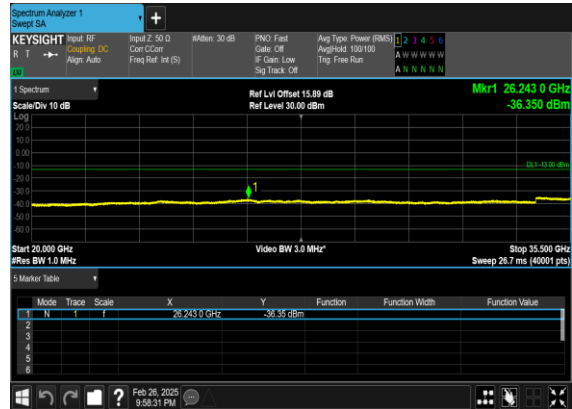 Spectrum Analyzer 1
Swept SA
+
KEYSIGHT Input: RF Input Z: 50 Ω #Atten: 30 dB PNO: Fast Avg Type: Power (RMS) 1 2 3 4 5 6
R T Coupling: DC Corr CCorr Gate: Off Avg|Hold: 100/100 A W W W W W
Align: Auto Freq Ref: Int (S) IF Gain: Low Trig: Free Run
Sig Track: Off A N N N N N
1 Spectrum Ref Lvl Offset 15.89 dB Mkr1 26.243 0 GHz
Scale/Div 10 dB Ref Level 30.00 dBm -36.350 dBm
Log
20.0
10.0
0.00
-10.0 DL1 -13.00 dBm
-20.0
-30.0 1
-40.0
-50.0
-60.0
Start 20.000 GHz Video BW 3.0 MHz* Stop 35.500 GHz
#Res BW 1.0 MHz Sweep 26.7 ms (40001 pts)
5 Marker Table
Mode Trace Scale X Y Function Function Width Function Value
1 N 1 f 26.243 0 GHz -36.35 dBm
2
3
4
5
6
? Feb 26, 2025
9:58:31 PM